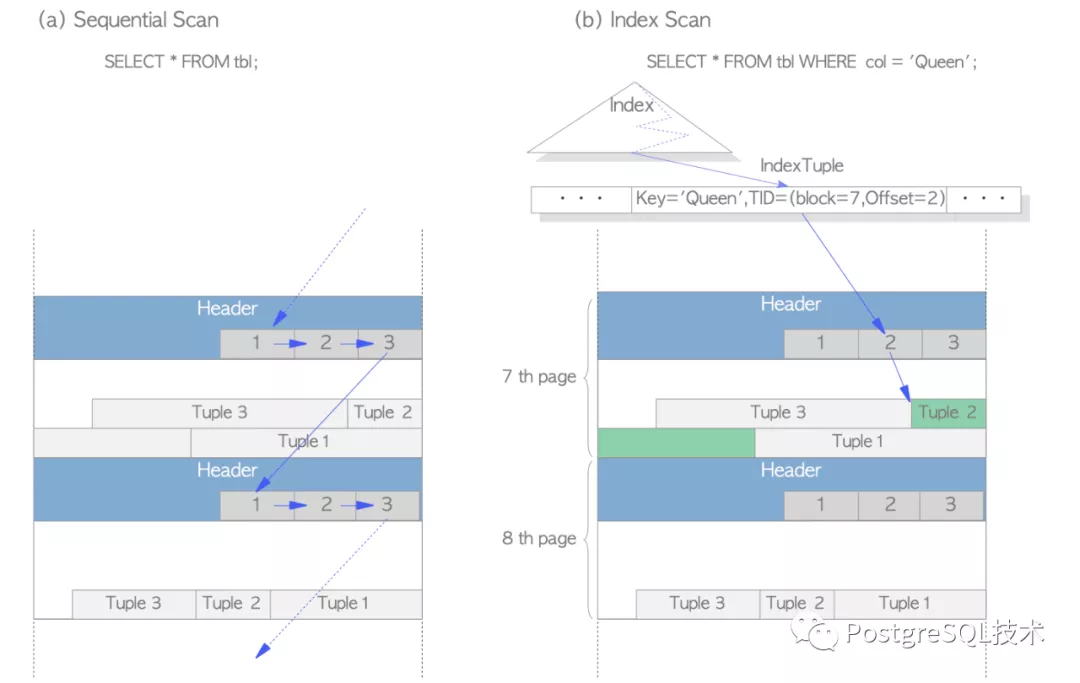 (a) Sequential Scan
SELECT * FROM tbl;
Header
1 2 3
Tuple 3 Tuple 2
Tuple 1
Header
1 2 3
Tuple 3 Tuple 2 Tuple 1
(b) Index Scan
SELECT * FROM tbl WHERE col = 'Queen';
Index
IndexTuple
· · · Key='Queen',TID=(block=7,Offset=2) · · ·
7 th page
Header
1 2 3
Tuple 3 Tuple 2
Tuple 1
8 th page
Header
1 2 3
Tuple 3 Tuple 2 Tuple 1
PostgreSQL技术